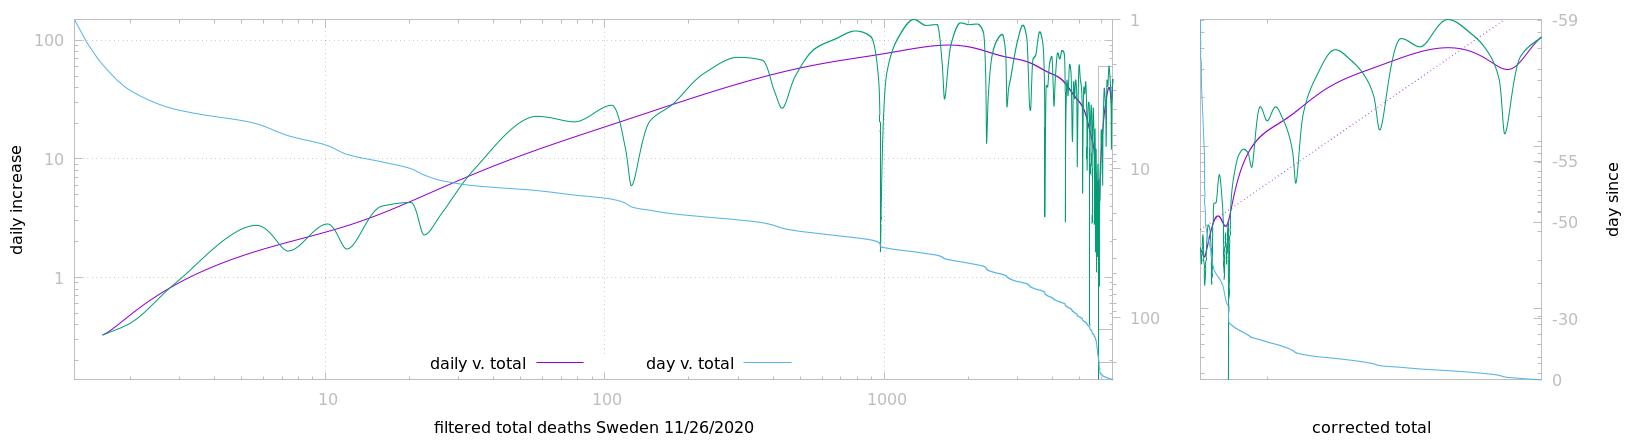 100
10
1
daily increase
10
100
1000
filtered total deaths Sweden 11/26/2020
daily v. total
day v. total
1
10
100
-59
-55
-50
-30
0
day since
corrected total